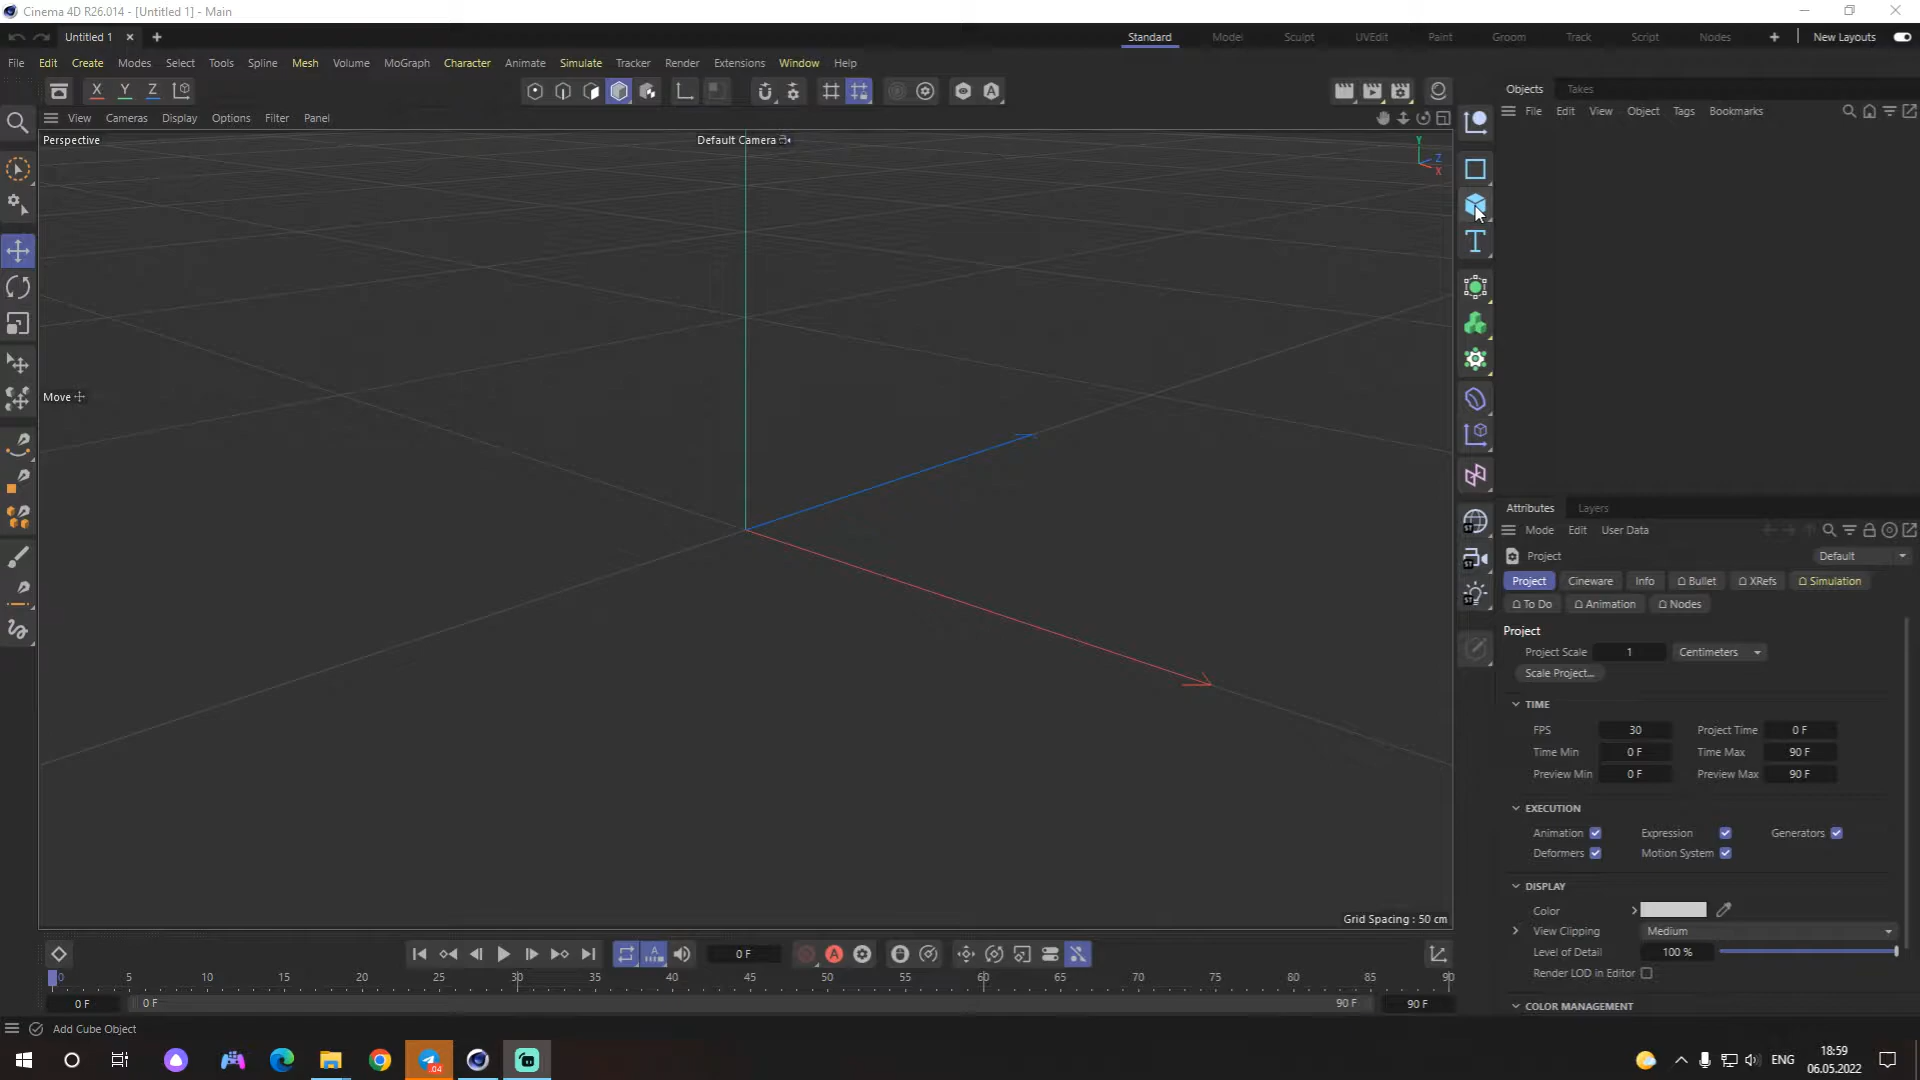 Cinema 4D R26.014 - [Untitled 1] - Main
Untitled 1
Standard Model Sculpt UVEdit Paint Groom Track Script Nodes New Layouts
File Edit Create Modes Select Tools Spline Mesh Volume MoGraph Character Animate Simulate Tracker Render Extensions Window Help
X Y Z
Objects Takes
File Edit View Object Tags Bookmarks
View Cameras Display Options Filter Panel
Perspective
Default Camera
Y
Z
X
Move
Attributes Layers
Mode Edit User Data
Project
Default
Project Cineware Info Bullet XRefs Simulation
To Do Animation Nodes
Project
Project Scale 1 Centimeters
Scale Project...
TIME
FPS 30 Project Time 0 F
Time Min 0 F Time Max 90 F
Preview Min 0 F Preview Max 90 F
EXECUTION
Animation Expression Generators
Deformers Motion System
DISPLAY
Color
View Clipping Medium
Level of Detail 100 %
Render LOD in Editor
COLOR MANAGEMENT
Grid Spacing : 50 cm
0 F
0 5 10 15 20 25 30 35 40 45 50 55 60 65 70 75 80 85 90
0 F 0 F 90 F 90 F
Add Cube Object
ENG
18:59
06.05.2022